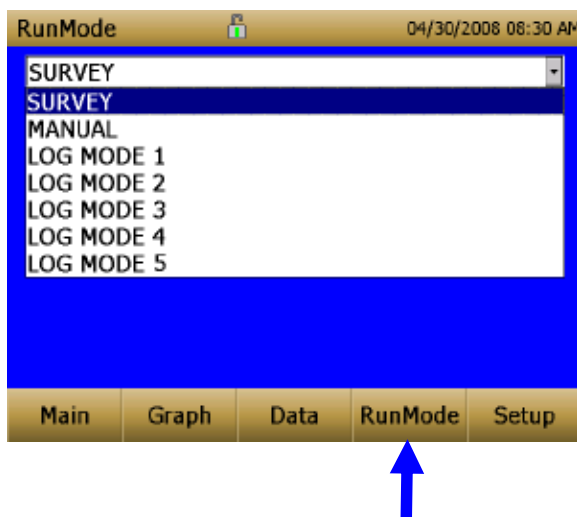 RunMode 04/30/2008 08:30 AM
SURVEY
SURVEY
MANUAL
LOG MODE 1
LOG MODE 2
LOG MODE 3
LOG MODE 4
LOG MODE 5
Main Graph Data RunMode Setup